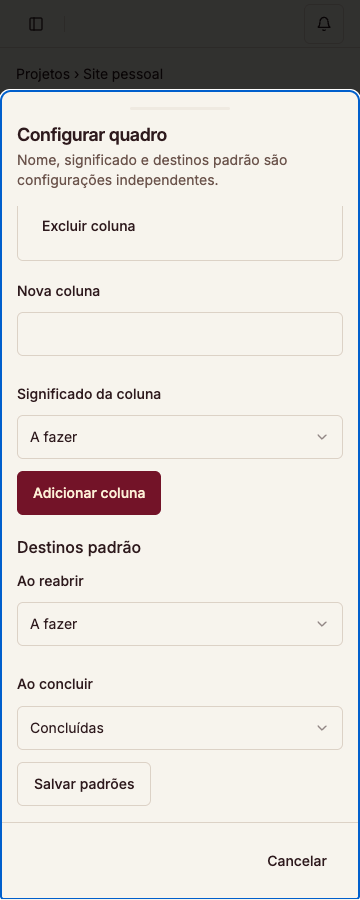 Projetos › Site pessoal
Configurar quadro
Nome, significado e destinos padrão são
configurações independentes.
Excluir coluna
Nova coluna
Significado da coluna
A fazer
Adicionar coluna
Destinos padrão
Ao reabrir
A fazer
Ao concluir
Concluídas
Salvar padrões
Cancelar